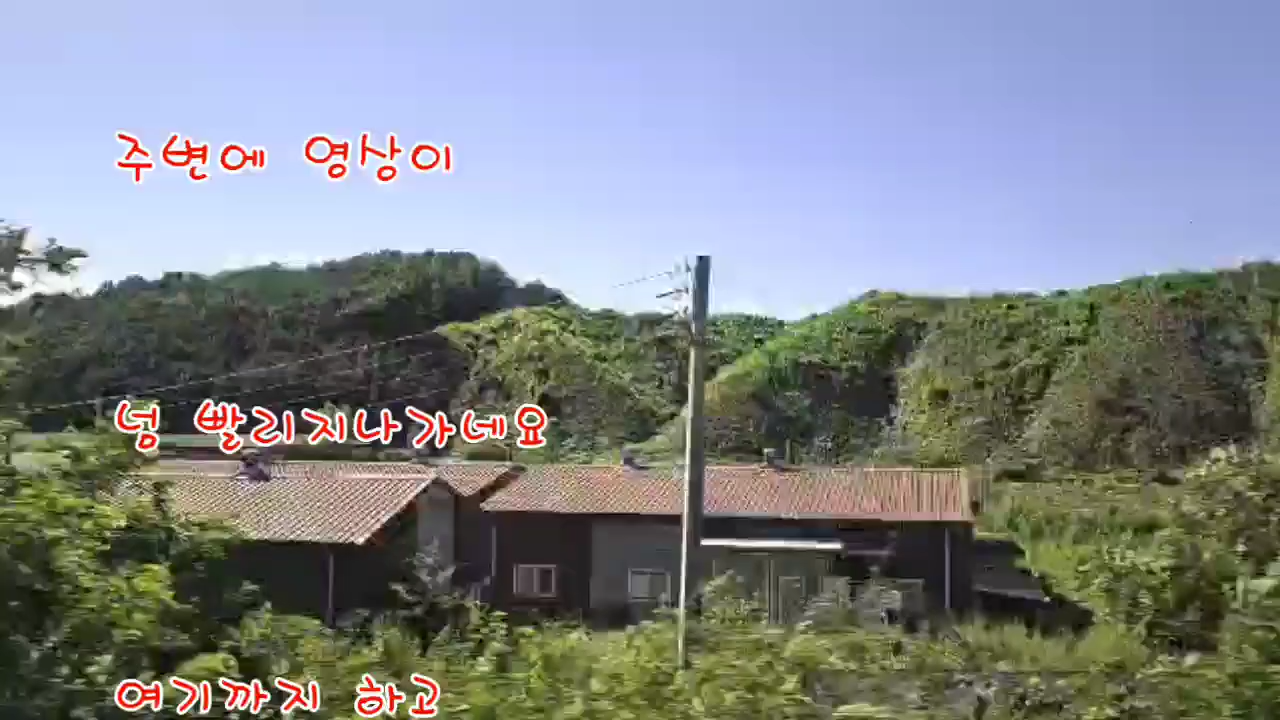 주변에 영상이
넘 빨리지나가네요
여기까지 하고